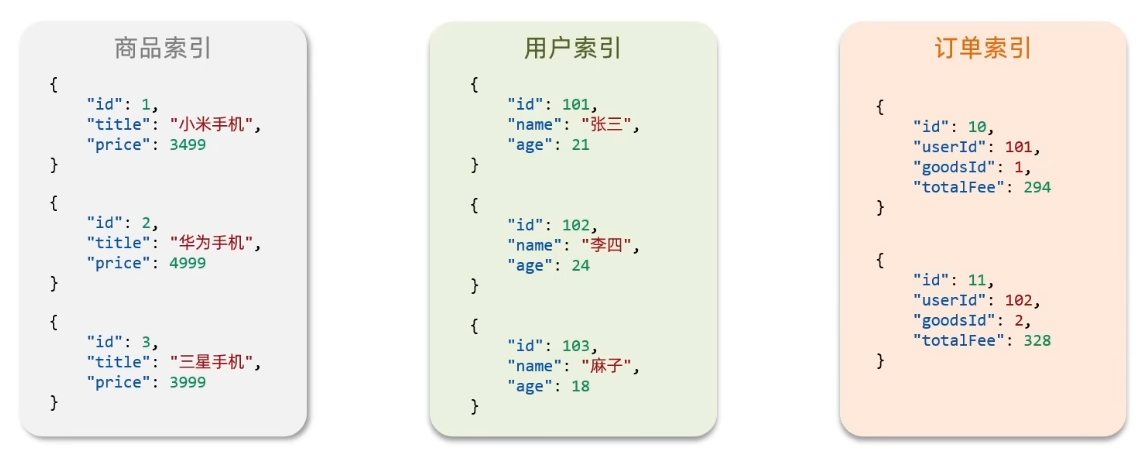 商品索引
{
"id": 1,
"title": "小米手机",
"price": 3499
}
{
"id": 2,
"title": "华为手机",
"price": 4999
}
{
"id": 3,
"title": "三星手机",
"price": 3999
}
用户索引
{
"id": 101,
"name": "张三",
"age": 21
}
{
"id": 102,
"name": "李四",
"age": 24
}
{
"id": 103,
"name": "麻子",
"age": 18
}
订单索引
{
"id": 10,
"userId": 101,
"goodsId": 1,
"totalFee": 294
}
{
"id": 11,
"userId": 102,
"goodsId": 2,
"totalFee": 328
}